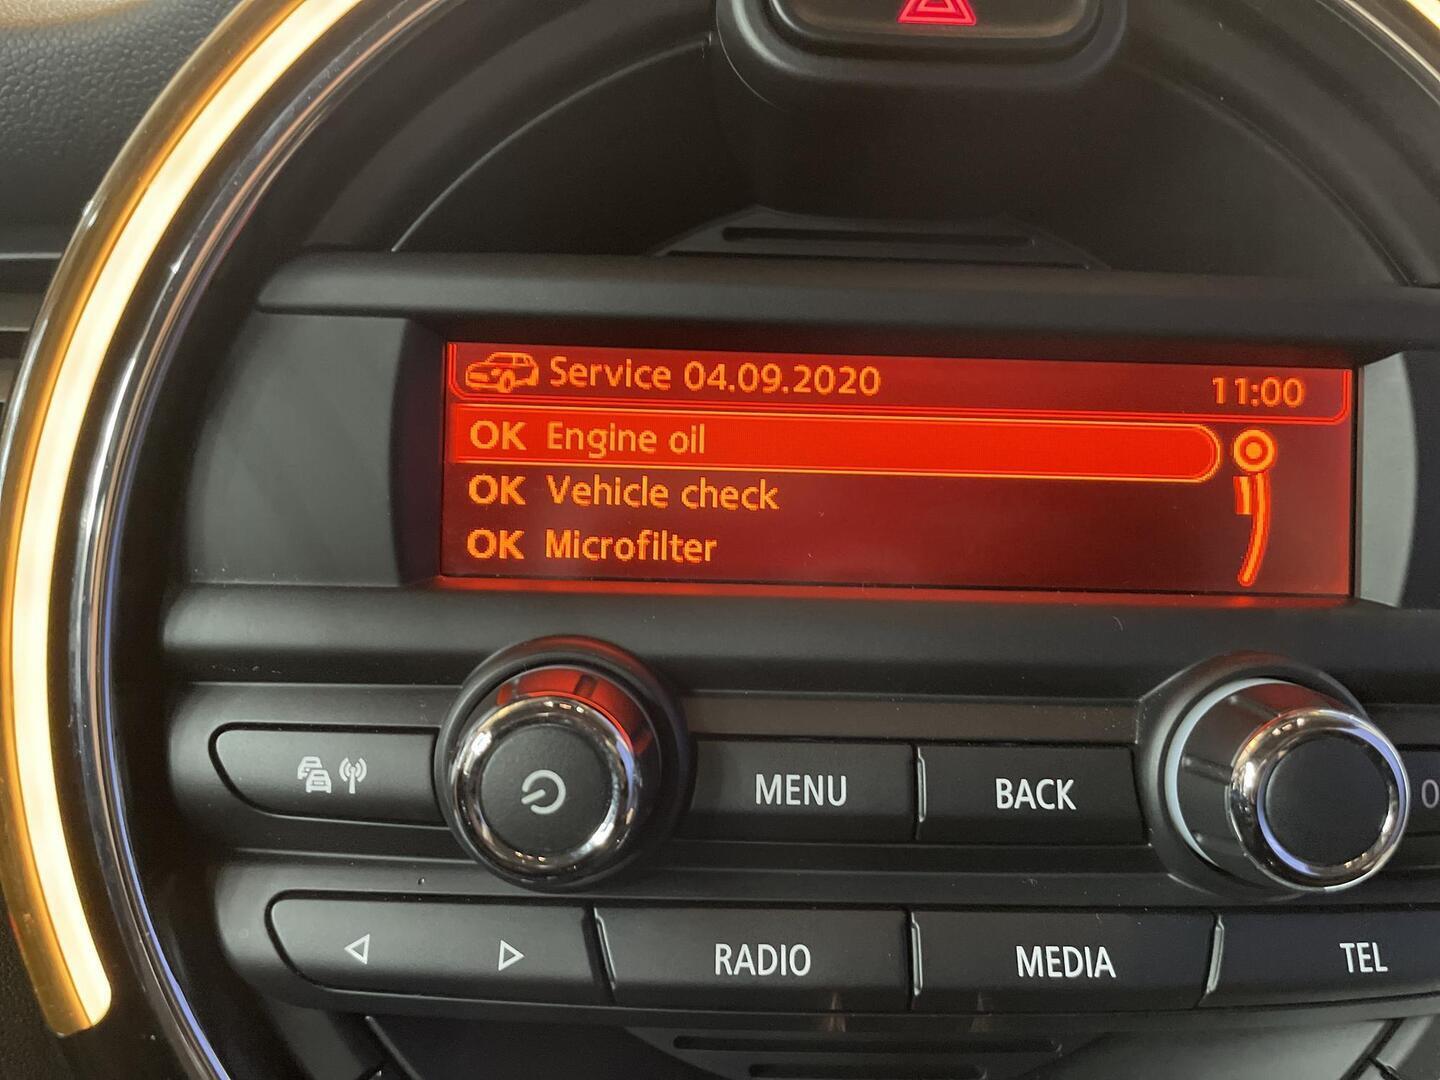 Service 04.09.2020 11:00
OK Engine oil
OK Vehicle check
OK Microfilter
MENU BACK
RADIO MEDIA TEL